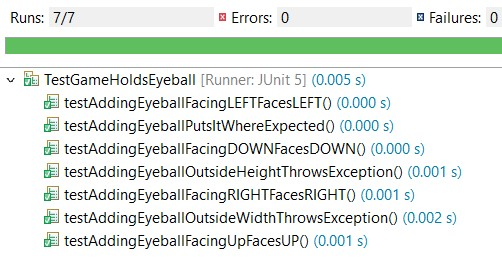 Runs: 7/7 Errors: 0 Failures: 0
TestGameHoldsEyeball [Runner: JUnit 5] (0.005 s)
testAddingEyeballFacingLEFTFacesLEFT() (0.000 s)
testAddingEyeballPutsItWhereExpected() (0.000 s)
testAddingEyeballFacingDOWNFacesDOWN() (0.000 s)
testAddingEyeballOutsideHeightThrowsException() (0.001 s)
testAddingEyeballFacingRIGHTFacesRIGHT() (0.001 s)
testAddingEyeballOutsideWidthThrowsException() (0.002 s)
testAddingEyeballFacingUpFacesUP() (0.001 s)